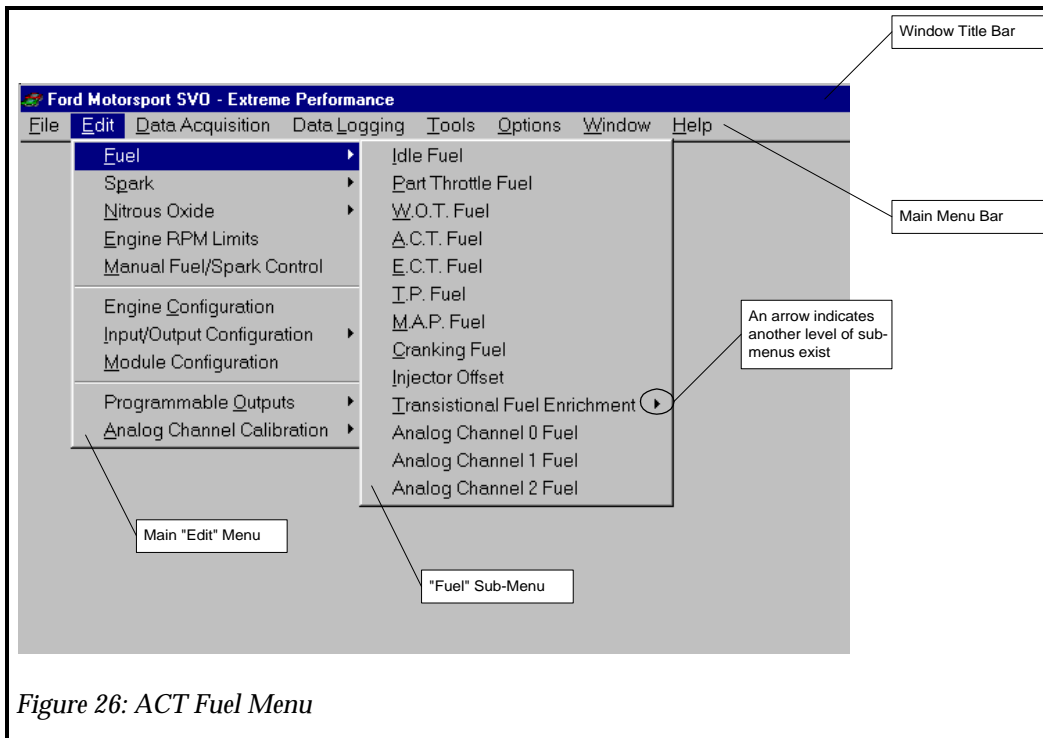 Window Title Bar
Ford Motorsport SVO - Extreme Performance
File Edit Data Acquisition Data Logging Tools Options Window Help
Main Menu Bar
Fuel
Spark
Nitrous Oxide
Engine RPM Limits
Manual Fuel/Spark Control
Engine Configuration
Input/Output Configuration
Module Configuration
Programmable Outputs
Analog Channel Calibration
Idle Fuel
Part Throttle Fuel
W.O.T. Fuel
A.C.T. Fuel
E.C.T. Fuel
T.P. Fuel
M.A.P. Fuel
Cranking Fuel
Injector Offset
Transistional Fuel Enrichment
Analog Channel 0 Fuel
Analog Channel 1 Fuel
Analog Channel 2 Fuel
An arrow indicates
another level of sub-
menus exist
Main "Edit" Menu
"Fuel" Sub-Menu
Figure 26: ACT Fuel Menu